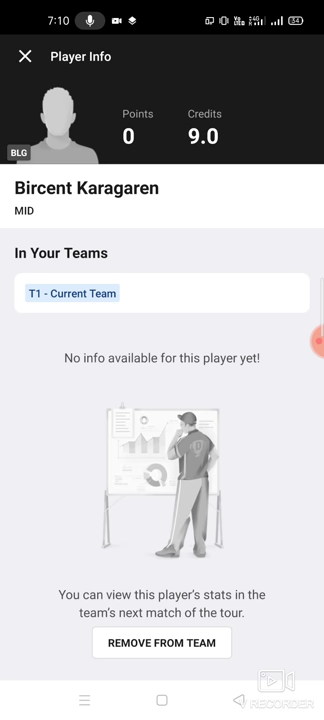 7:10
84
Player Info
Points
Credits
0
9.0
BLG
Bircent Karagaren
MID
In Your Teams
T1 - Current Team
No info available for this player yet!
You can view this player's stats in the
team's next match of the tour.
REMOVE FROM TEAM
RECORDER